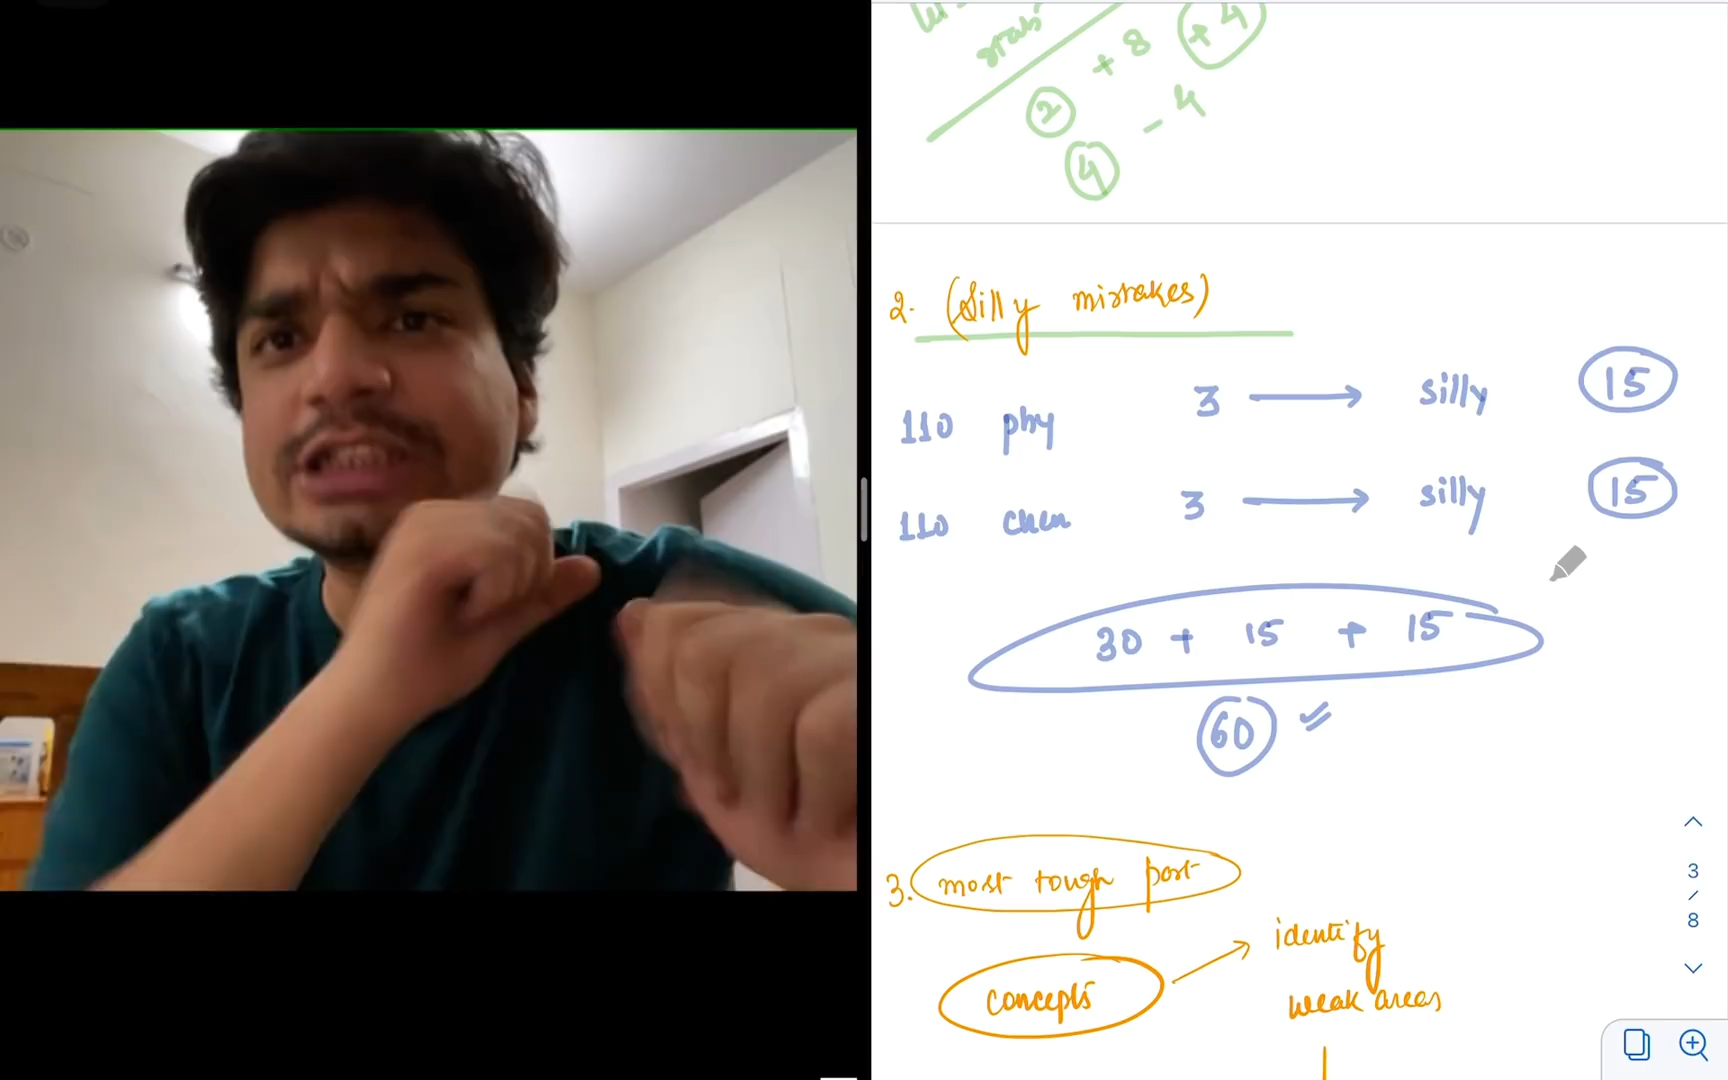 + 8 + 4
2 - 4
4
2. (Silly mistakes)
110 phy 3 → silly 15
110 chem 3 → silly 15
30 + 15 + 15
60
3. most tough part
concepts → identify
weak areas
3
/
8